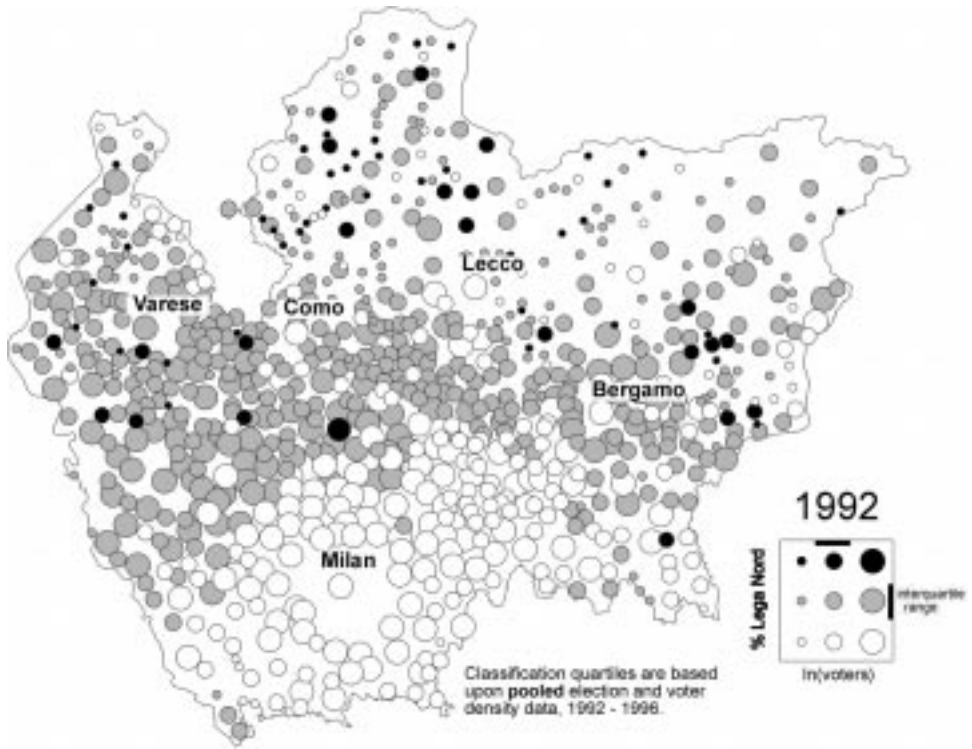 Lecco
Varese
Como
Bergamo
1992
Milan
% Lega Nord
interquartile
range
ln(voters)
Classification quartiles are based
upon pooled election and voter
density data, 1992 - 1996.